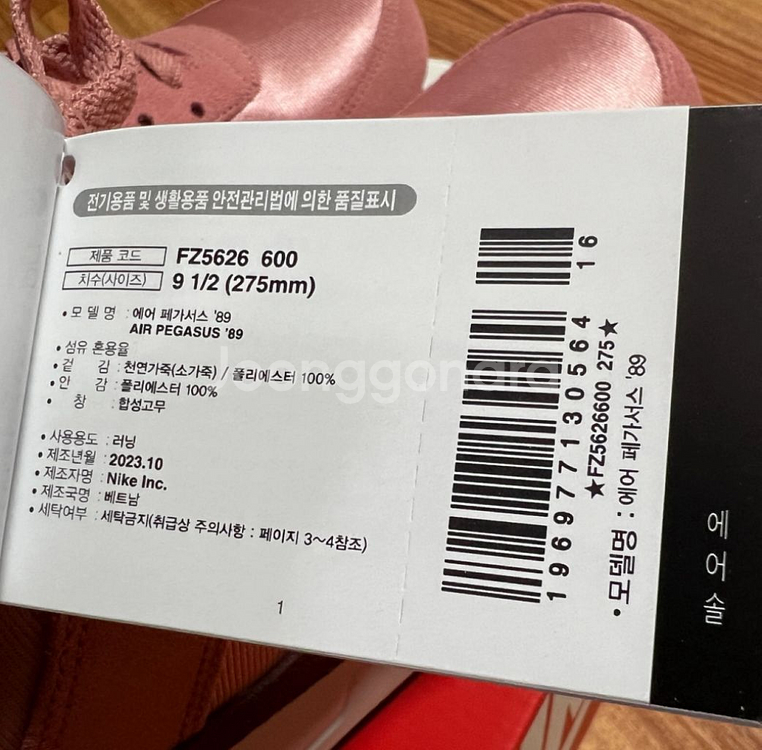 전기용품 및 생활용품 안전관리법에 의한 품질표시
제품 코드 FZ5626 600
치수(사이즈) 9 1/2 (275mm)
• 모 델 명 : 에어 페가서스 '89
AIR PEGASUS '89
• 섬유 혼용율
• 겉 김 : 천연가죽(소가죽) / 폴리에스터 100%
• 안 감 : 폴리에스터 100%
• 창 : 합성고무
• 사용용도 : 러닝
• 제조년월 : 2023.10
• 제조자명 : Nike Inc.
• 제조국명 : 베트남
• 세탁여부 : 세탁금지(취급상 주의사항 : 페이지 3~4참조)
1
16
196977130564
★FZ5626600 275★
• 모델명 : 에어 페가서스 '89
에어솔
Joonggonara